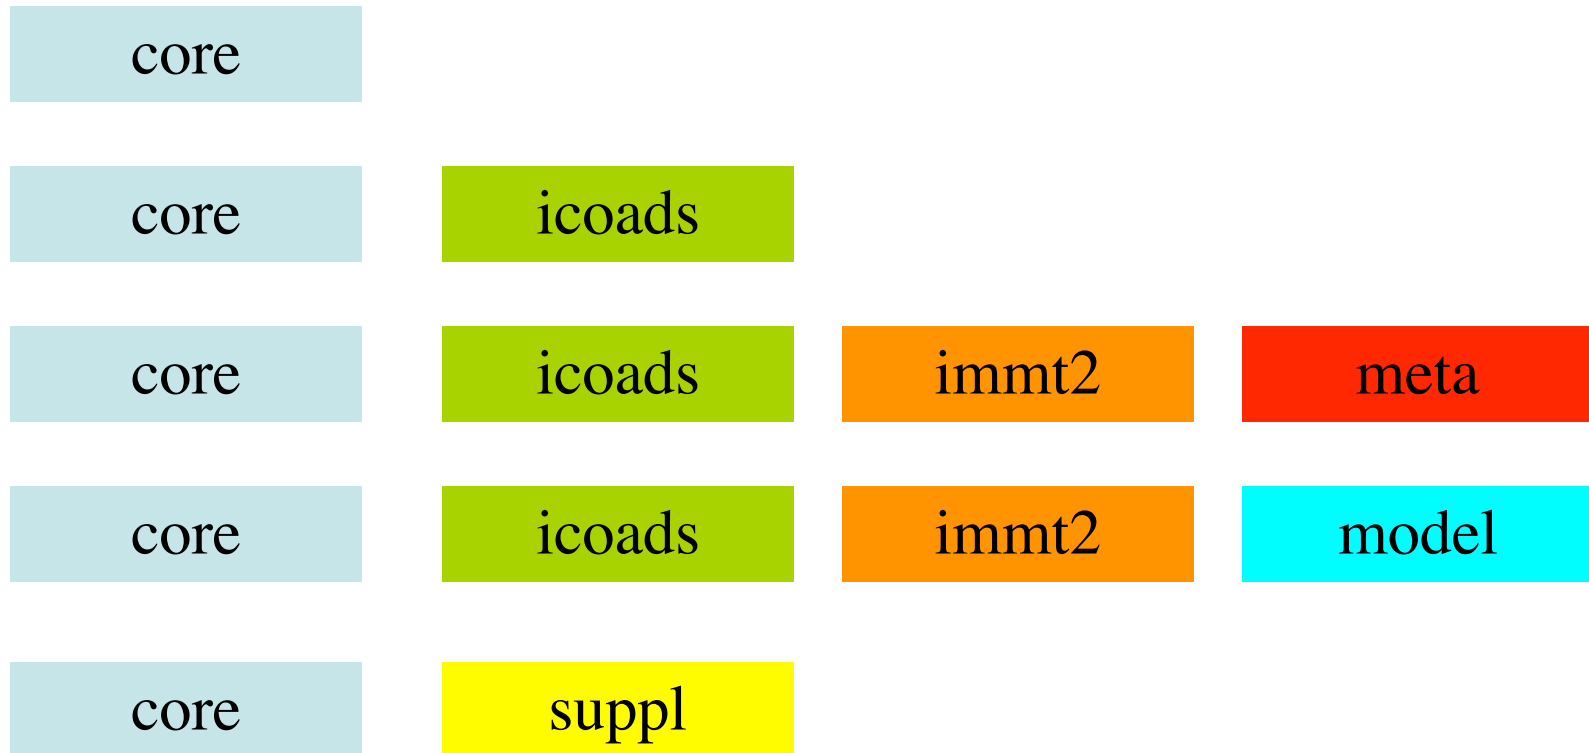 core
core icoads
core icoads immt2 meta
core icoads immt2 model
core suppl